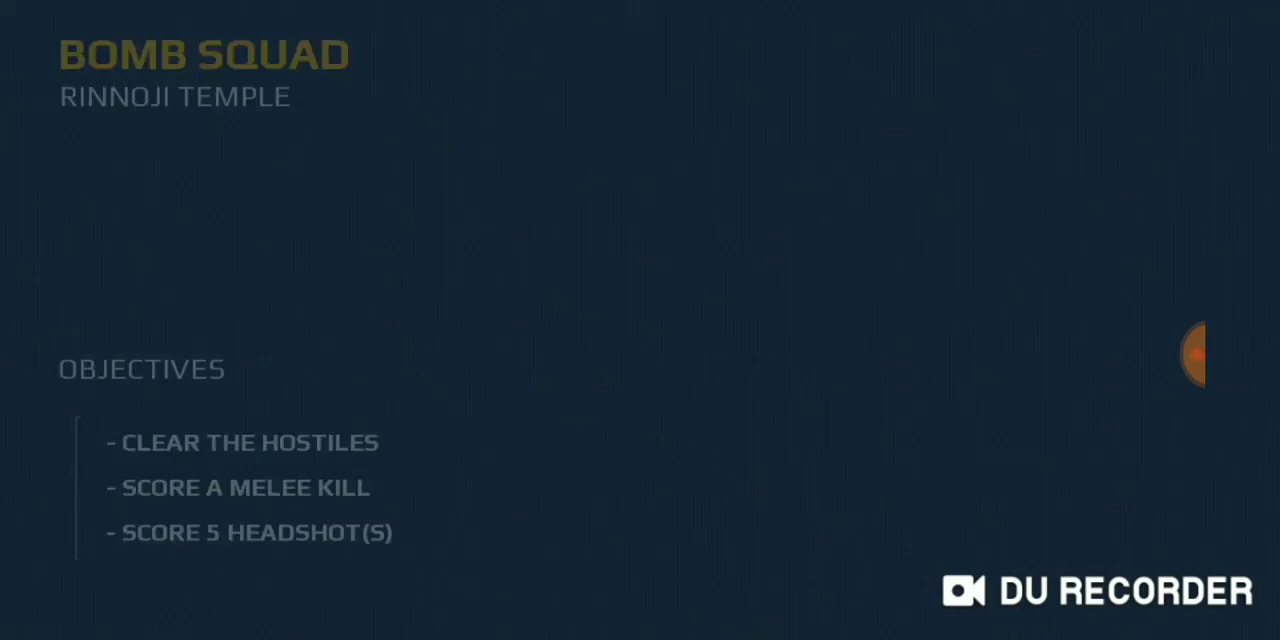 BOMB SQUAD
RINNOJI TEMPLE
OBJECTIVES
- CLEAR THE HOSTILES
- SCORE A MELEE KILL
- SCORE 5 HEADSHOT(S)
DU RECORDER